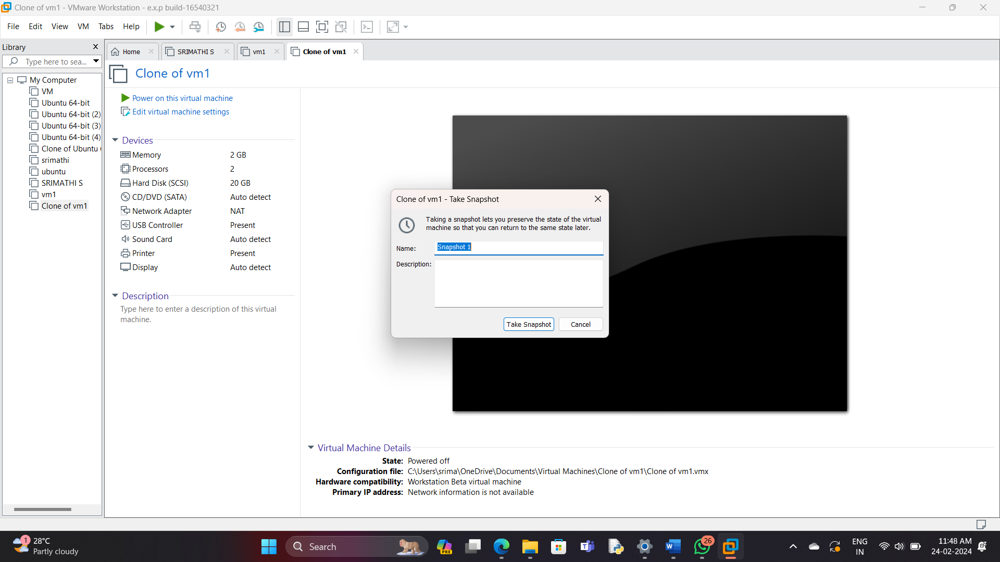 Clone of vm1 - VMware Workstation - e.x.p build-16540321
File Edit View VM Tabs Help
Library
Type here to sea...
My Computer
VM
Ubuntu 64-bit
Ubuntu 64-bit (2)
Ubuntu 64-bit (3)
Ubuntu 64-bit (4)
Clone of Ubuntu
srimathi
ubuntu
SRIMATHI S
vm1
Clone of vm1
Home SRIMATHI S vm1 Clone of vm1
Clone of vm1
Power on this virtual machine
Edit virtual machine settings
Devices
Memory 2 GB
Processors 2
Hard Disk (SCSI) 20 GB
CD/DVD (SATA) Auto detect
Network Adapter NAT
USB Controller Present
Sound Card Auto detect
Printer Present
Display Auto detect
Description
Type here to enter a description of this virtual
machine.
Clone of vm1 - Take Snapshot
Taking a snapshot lets you preserve the state of the virtual
machine so that you can return to the same state later.
Name: Snapshot 1
Description:
Take Snapshot Cancel
Virtual Machine Details
State: Powered off
Configuration file: C:\Users\srima\OneDrive\Documents\Virtual Machines\Clone of vm1\Clone of vm1.vmx
Hardware compatibility: Workstation Beta virtual machine
Primary IP address: Network information is not available
1
28°C
Partly cloudy
Search
PRE
26
ENG
IN
11:48 AM
24-02-2024